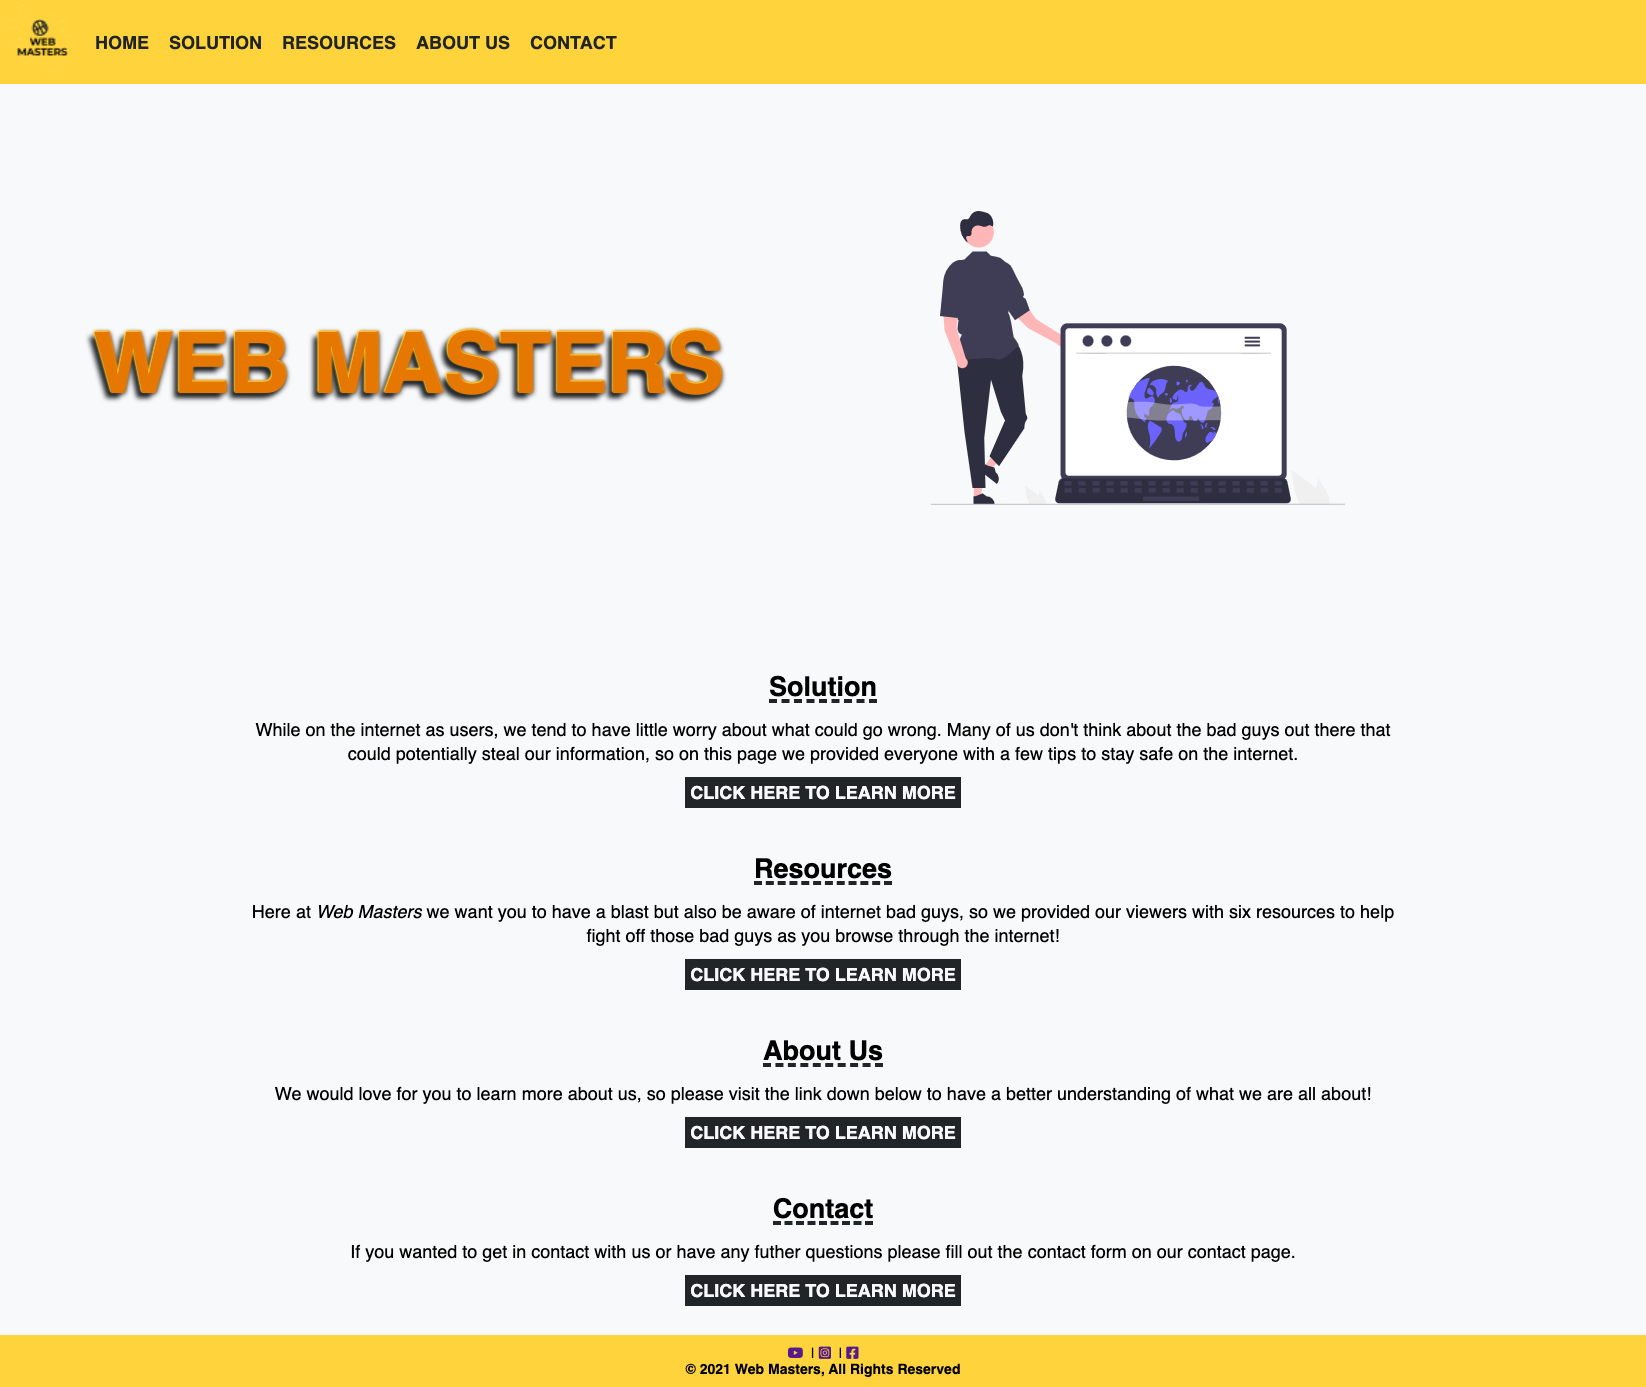 WEB
MASTERS
HOME SOLUTION RESOURCES ABOUT US CONTACT
WEB MASTERS
Solution
While on the internet as users, we tend to have little worry about what could go wrong. Many of us don't think about the bad guys out there that
could potentially steal our information, so on this page we provided everyone with a few tips to stay safe on the internet.
CLICK HERE TO LEARN MORE
Resources
Here at Web Masters we want you to have a blast but also be aware of internet bad guys, so we provided our viewers with six resources to help
fight off those bad guys as you browse through the internet!
CLICK HERE TO LEARN MORE
About Us
We would love for you to learn more about us, so please visit the link down below to have a better understanding of what we are all about!
CLICK HERE TO LEARN MORE
Contact
If you wanted to get in contact with us or have any futher questions please fill out the contact form on our contact page.
CLICK HERE TO LEARN MORE
| |
© 2021 Web Masters, All Rights Reserved